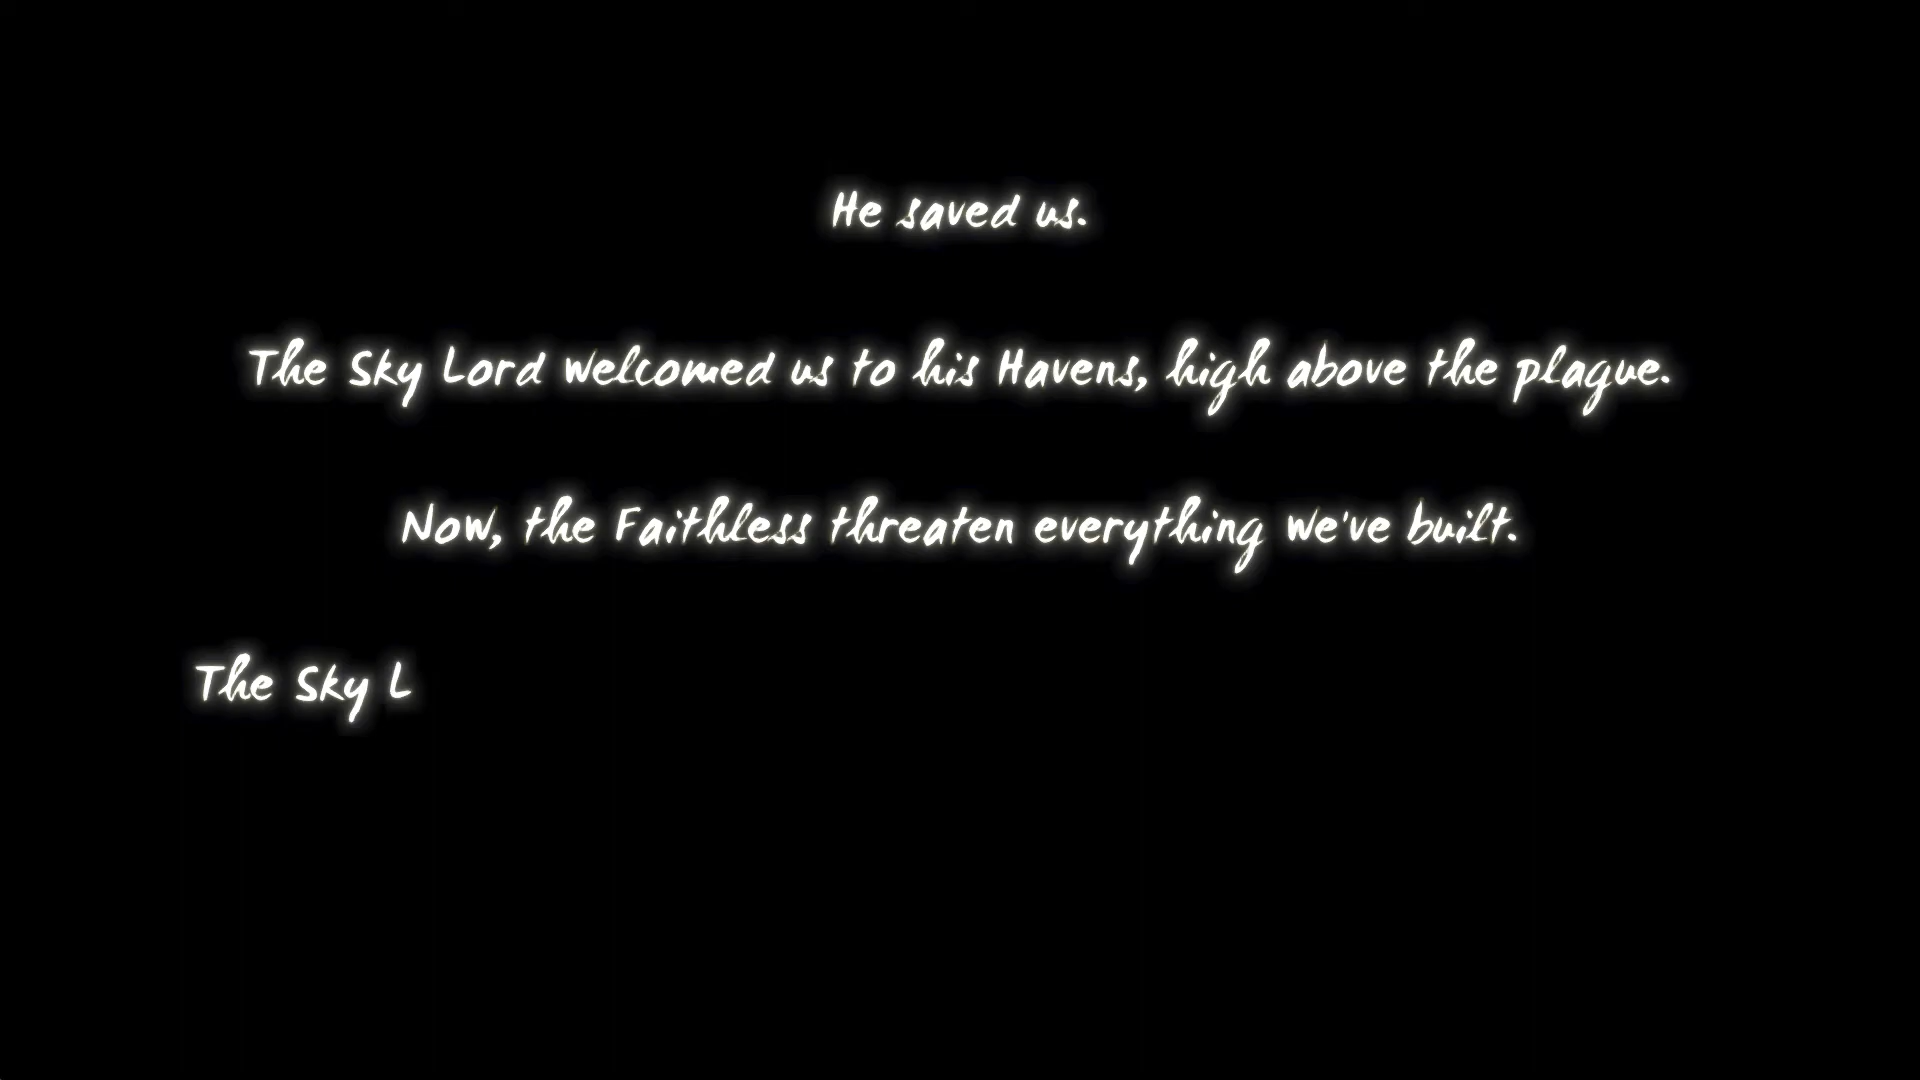 He saved us.
The Sky Lord welcomed us to his Havens, high above the plague.
Now, the Faithless threaten everything we've built.
The Sky L